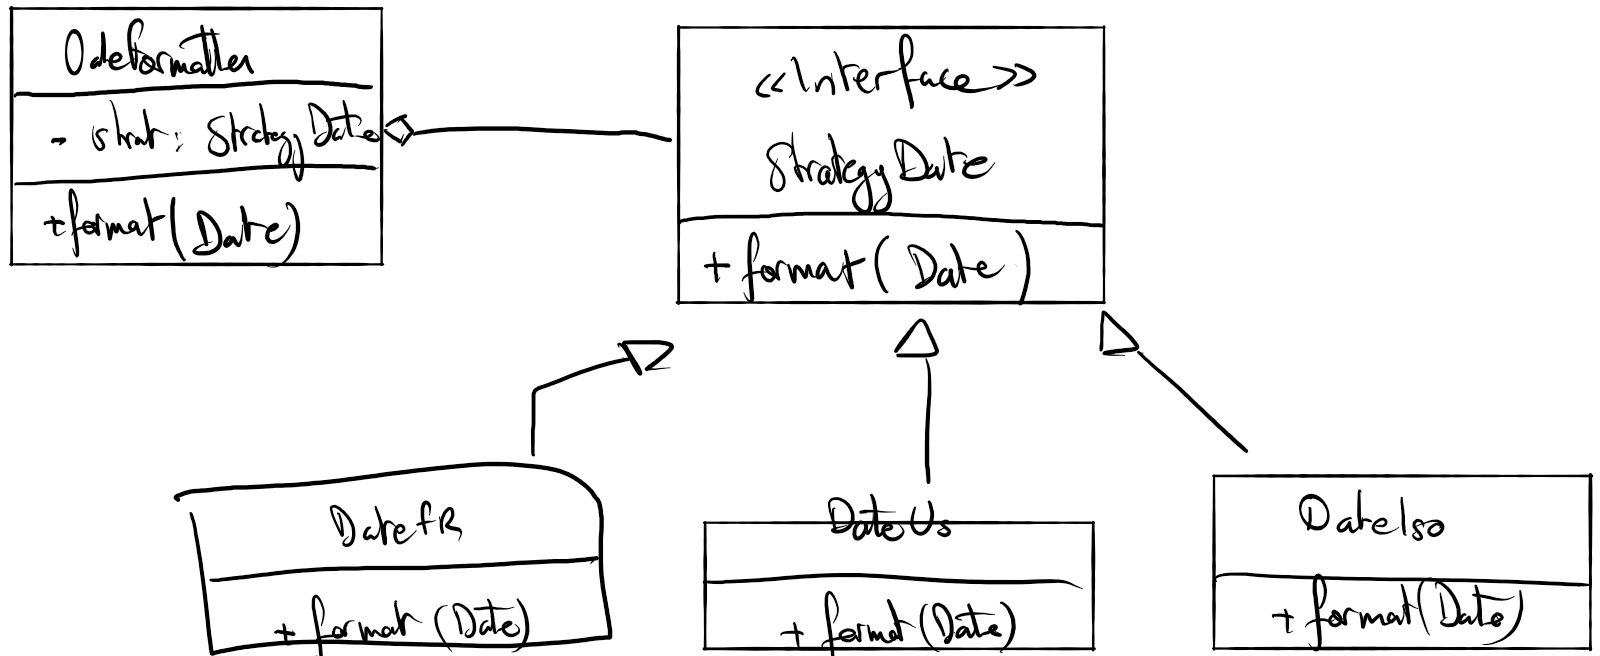 OdeFormatter
- strat: StrategyDate
+format(Date)
<<Interface>>
StrategyDate
+ format(Date)
DatefR
+ format(Date)
DateUs
+ format(Date)
DateIso
+ format(Date)